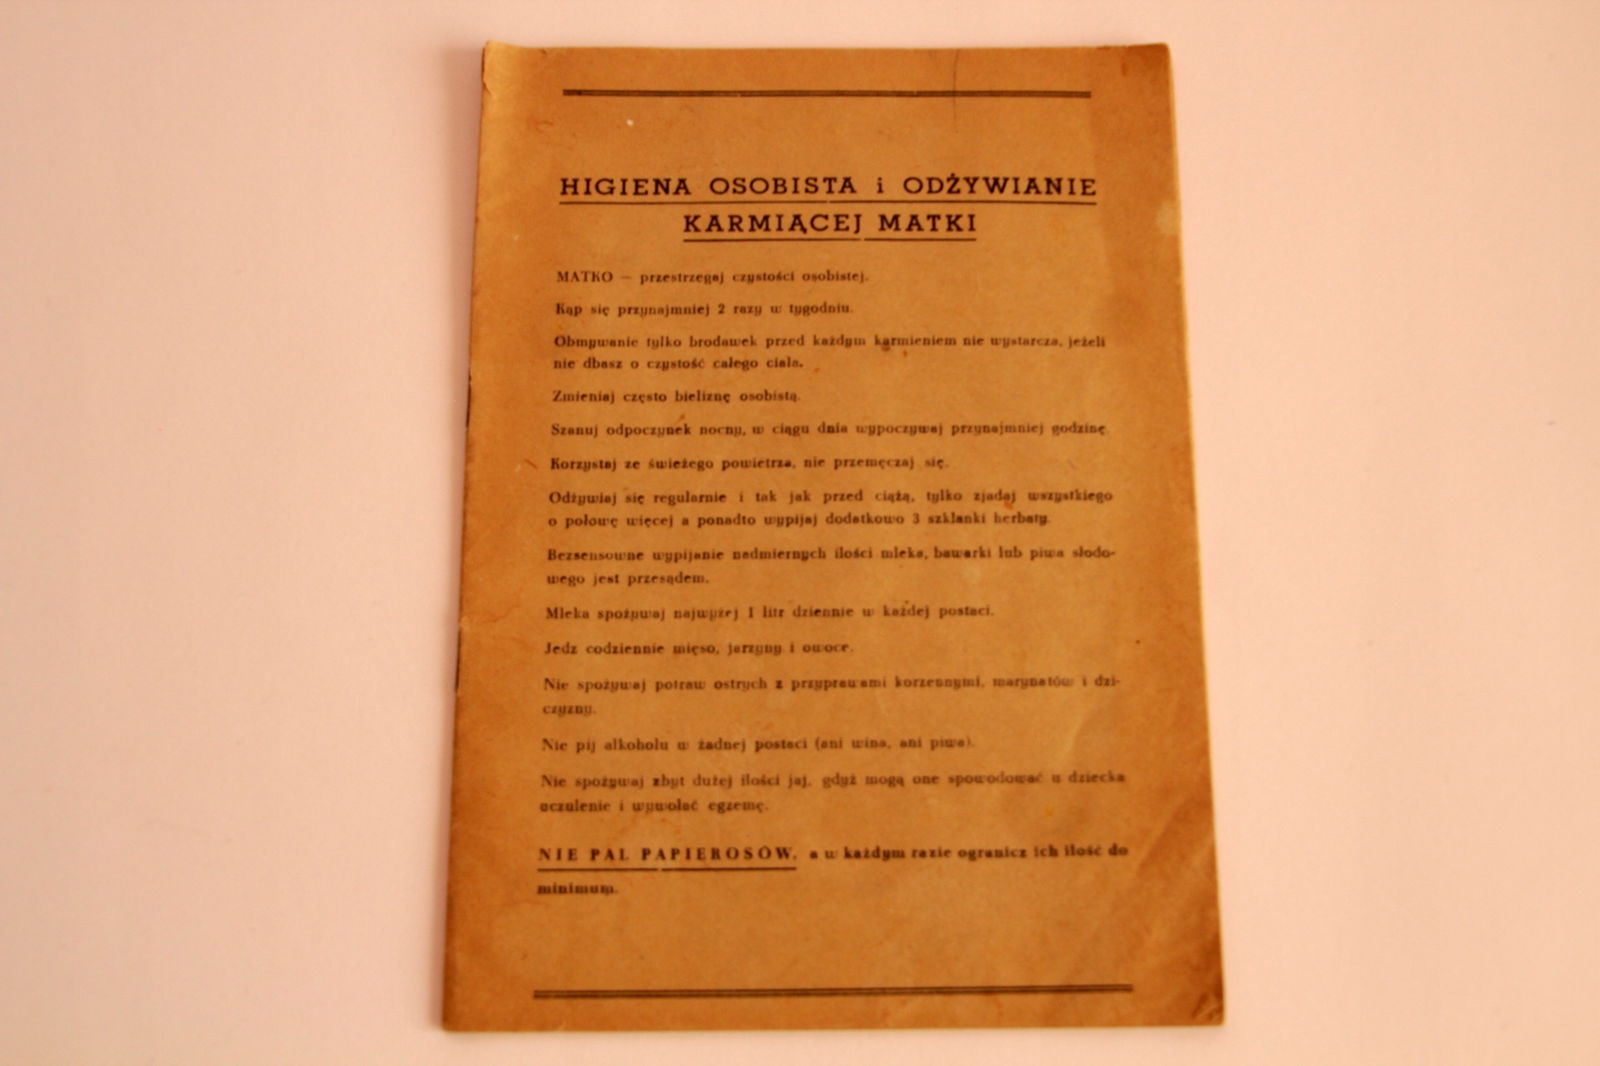 HIGIENA OSOBISTA i ODŻYWIANIE
KARMIĄCEJ MATKI
MATKO — przestrzegaj czystości osobistej.
Kąp się przynajmniej 2 razy w tygodniu.
Obmywanie tylko brodawek przed każdym karmieniem nie wystarcza, jeżeli
nie dbasz o czystość całego ciała.
Zmieniaj często bieliznę osobistą.
Szanuj odpoczynek nocny, w ciągu dnia wypoczywaj przynajmniej godzinę.
Korzystaj ze świeżego powietrza, nie przemęczaj się.
Odżywiaj się regularnie i tak jak przed ciążą, tylko zjadaj wszystkiego
o połowę więcej a ponadto wypijaj dodatkowo 3 szklanki herbaty.
Bezsensowne wypijanie nadmiernych ilości mleka, bawarki lub piwa słodo-
wego jest przesądem.
Mleka spożywaj najwyżej 1 litr dziennie w każdej postaci.
Jedz codziennie mięso, jarzyny i owoce.
Nie spożywaj potraw ostrych z przyprawami korzennymi, marynatów i dzi-
czyzny.
Nie pij alkoholu w żadnej postaci (ani wina, ani piwa).
Nie spożywaj zbyt dużej ilości jaj, gdyż mogą one spowodować u dziecka
uczulenie i wywołać egzemę.
NIE PAL PAPIEROSÓW, a w każdym razie ogranicz ich ilość do
minimum.